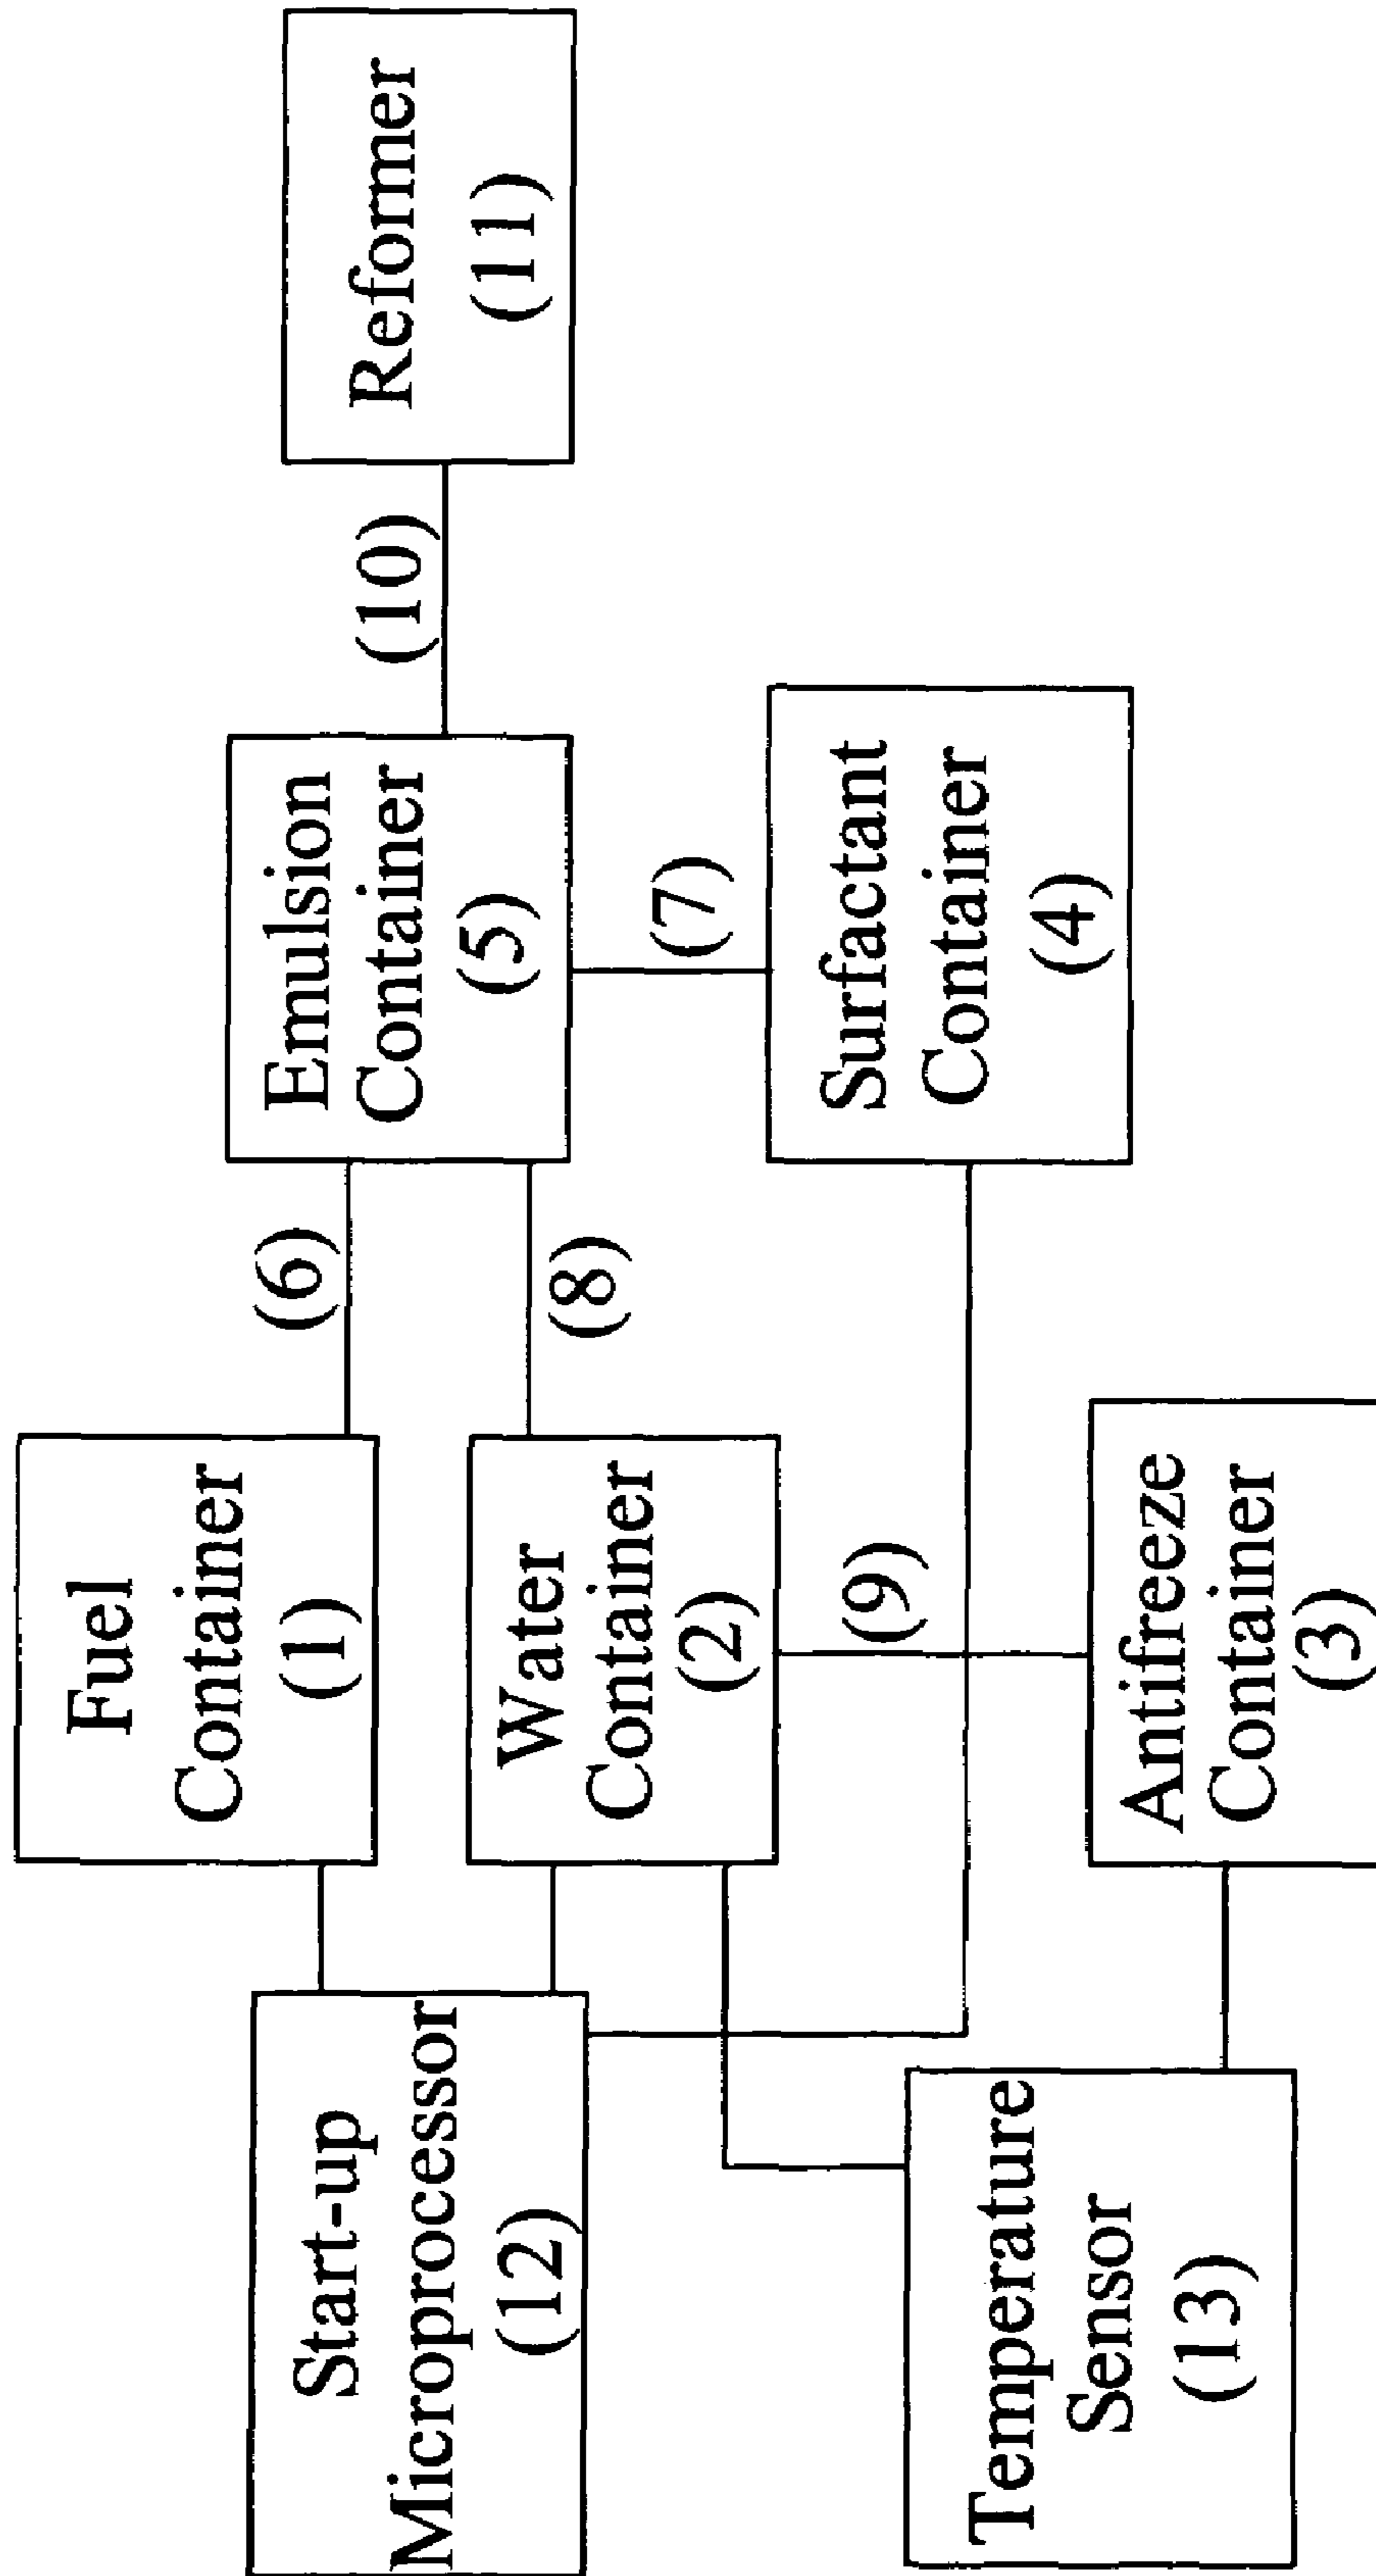 Fuel
Container
(1)
(6)
Start-up
Microprocessor
(12)
Water
Container
(2)
(8)
Emulsion
Container
(5)
(10)
Reformer
(11)
(9)
(7)
Temperature
Sensor
(13)
Antifreeze
Container
(3)
Surfactant
Container
(4)